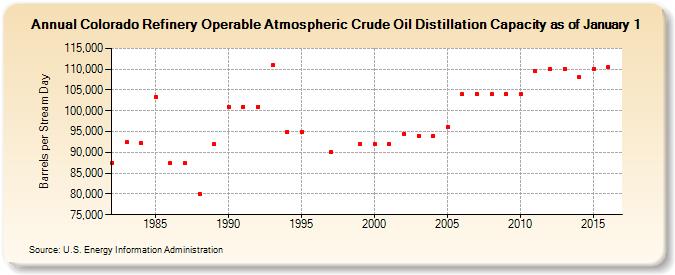 Annual Colorado Refinery Operable Atmospheric Crude Oil Distillation Capacity as of January 1
Barrels per Stream Day
115,000
110,000
105,000
100,000
95,000
90,000
85,000
80,000
75,000
1985 1990 1995 2000 2005 2010 2015
Source: U.S. Energy Information Administration